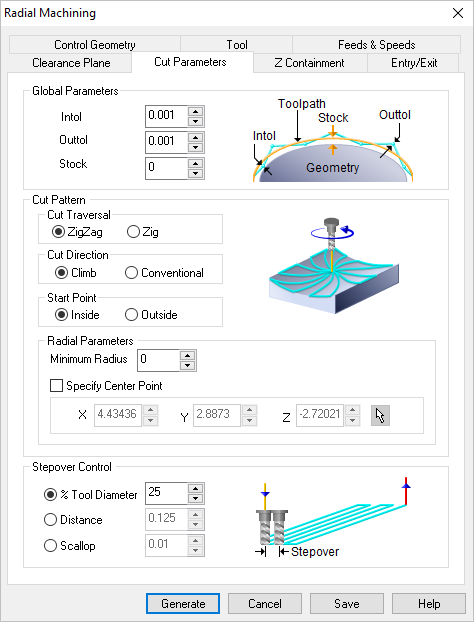 Radial Machining
Control Geometry Tool Feeds & Speeds
Clearance Plane Cut Parameters Z Containment Entry/Exit
Global Parameters
Intol 0.001
Outtol 0.001
Stock 0
Toolpath
Stock
Outtol
Intol
Geometry
Cut Pattern
Cut Traversal
ZigZag Zig
Cut Direction
Climb Conventional
Start Point
Inside Outside
Radial Parameters
Minimum Radius 0
Specify Center Point
X 4.43436 Y 2.8873 Z -2.72021
Stepover Control
% Tool Diameter 25
Distance 0.125
Scallop 0.01
Stepover
Generate Cancel Save Help